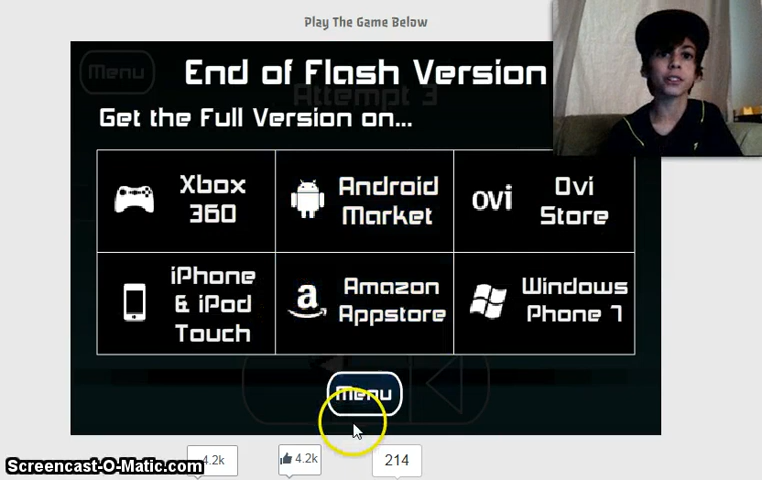 Play The Game Below
Menu
End of Flash Version
Attempt 3
Get the Full Version on...
Xbox
360
Android
Market
ovi
Ovi
Store
iPhone
& iPod
Touch
a
Amazon
Appstore
Windows
Phone 7
Menu
4.2k
4.2k
214
Screencast-O-Matic.com